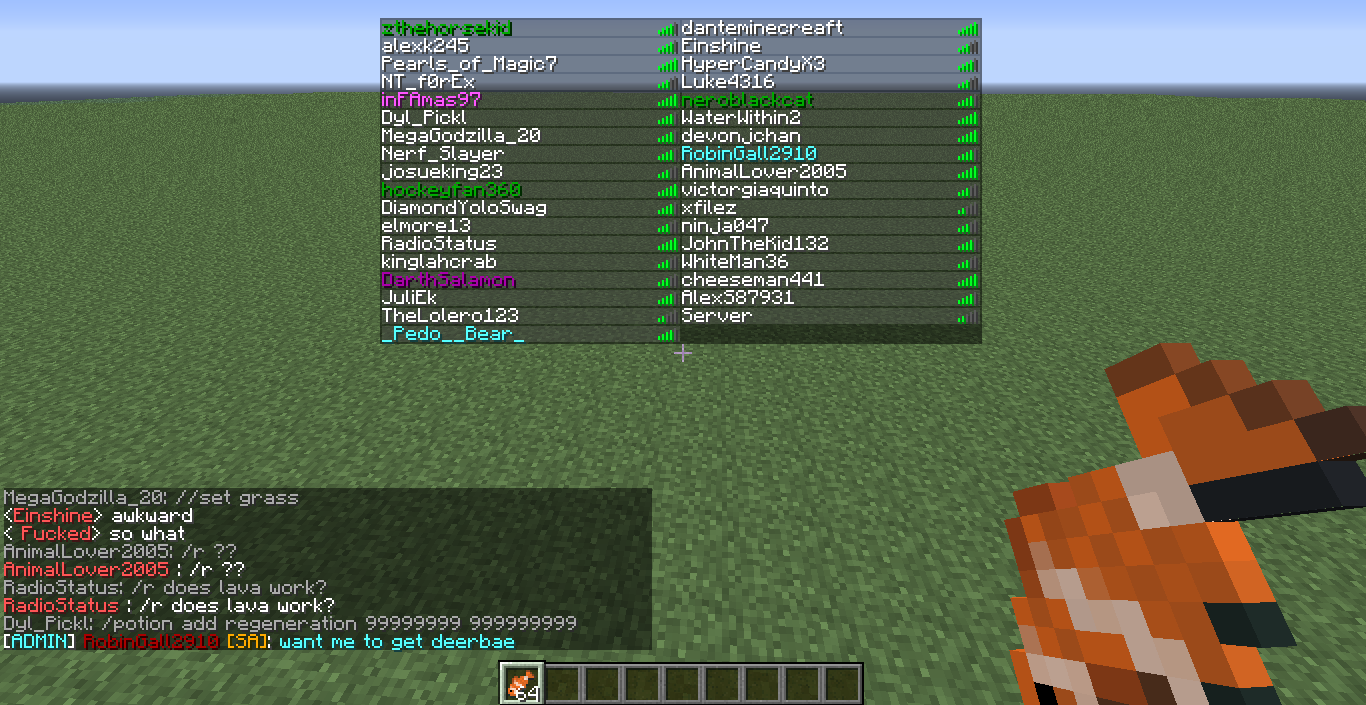 zthehorsekid danteminecreaft
alexk245 Einshine
Pearls_of_Magic7 HyperCandyX3
NT_f0rEx Luke4316
inFAmas97 neroblackcat
Dyl_Pickl WaterWithin2
MegaGodzilla_20 devonjchan
Nerf_Slayer RobinGall2910
josueking23 AnimalLover2005
hockeyfan360 victorgiaquinto
DiamondYoloSwag xfilez
elmore13 ninja047
RadioStatus JohnTheKid132
kinglahcrab WhiteMan36
DarthSalamon cheeseman441
JuliEk Alex587931
TheLolero123 Server
_Pedo__Bear_
MegaGodzilla_20: //set grass
<Einshine> awkward
< Fucked> so what
AnimalLover2005: /r ??
AnimalLover2005 : /r ??
RadioStatus: /r does lava work?
RadioStatus : /r does lava work?
Dyl_Pickl: /potion add regeneration 99999999 999999999
[ADMIN] RobinGall2910 [SA]: want me to get deerbae
64